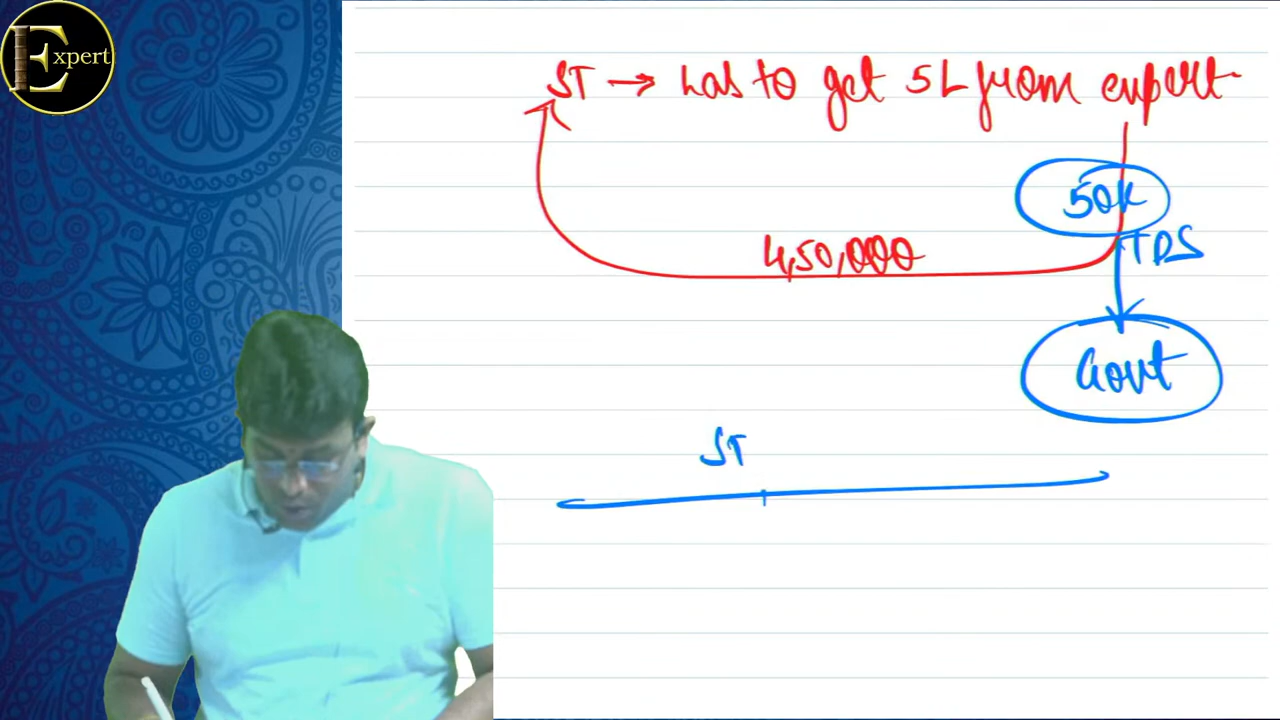 Expert
ST → has to get 5L from expert
50k
TDS
4,50,000
Govt
ST